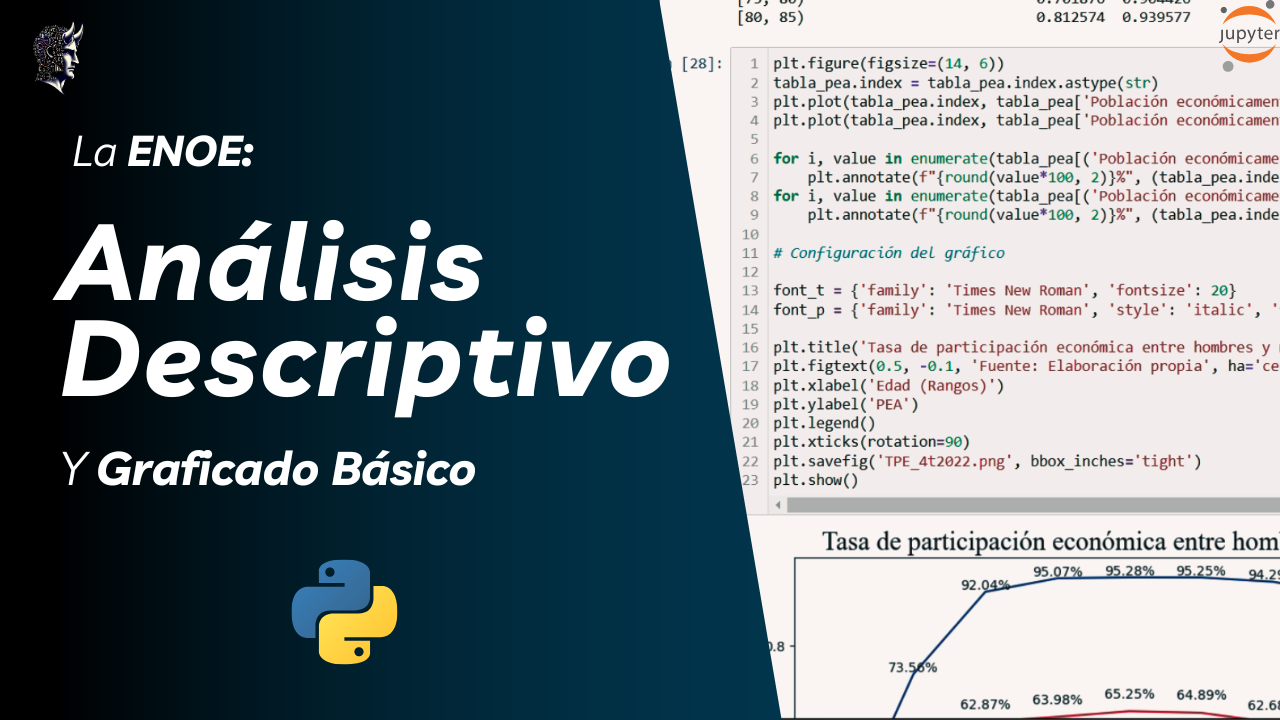 La ENOE:
Análisis
Descriptivo
Y Graficado Básico
[80, 85) 0.812574 0.939577
jupyter
[28]:
1 plt.figure(figsize=(14, 6))
2 tabla_pea.index = tabla_pea.index.astype(str)
3 plt.plot(tabla_pea.index, tabla_pea['Población económicamen
4 plt.plot(tabla_pea.index, tabla_pea['Población económicamen
5
6 for i, value in enumerate(tabla_pea[('Población económicame
7 plt.annotate(f"{round(value*100, 2)}%", (tabla_pea.inde
8 for i, value in enumerate(tabla_pea[('Población económicame
9 plt.annotate(f"{round(value*100, 2)}%", (tabla_pea.inde
10
11 # Configuración del gráfico
12
13 font_t = {'family': 'Times New Roman', 'fontsize': 20}
14 font_p = {'family': 'Times New Roman', 'style': 'italic', '
15
16 plt.title('Tasa de participación económica entre hombres y
17 plt.figtext(0.5, -0.1, 'Fuente: Elaboración propia', ha='ce
18 plt.xlabel('Edad (Rangos)')
19 plt.ylabel('PEA')
20 plt.legend()
21 plt.xticks(rotation=90)
22 plt.savefig('TPE_4t2022.png', bbox_inches='tight')
23 plt.show()
Tasa de participación económica entre hom
92.04% 95.07% 95.28% 95.25% 94.29
0.8
73.56%
62.87% 63.98% 65.25% 64.89% 62.68